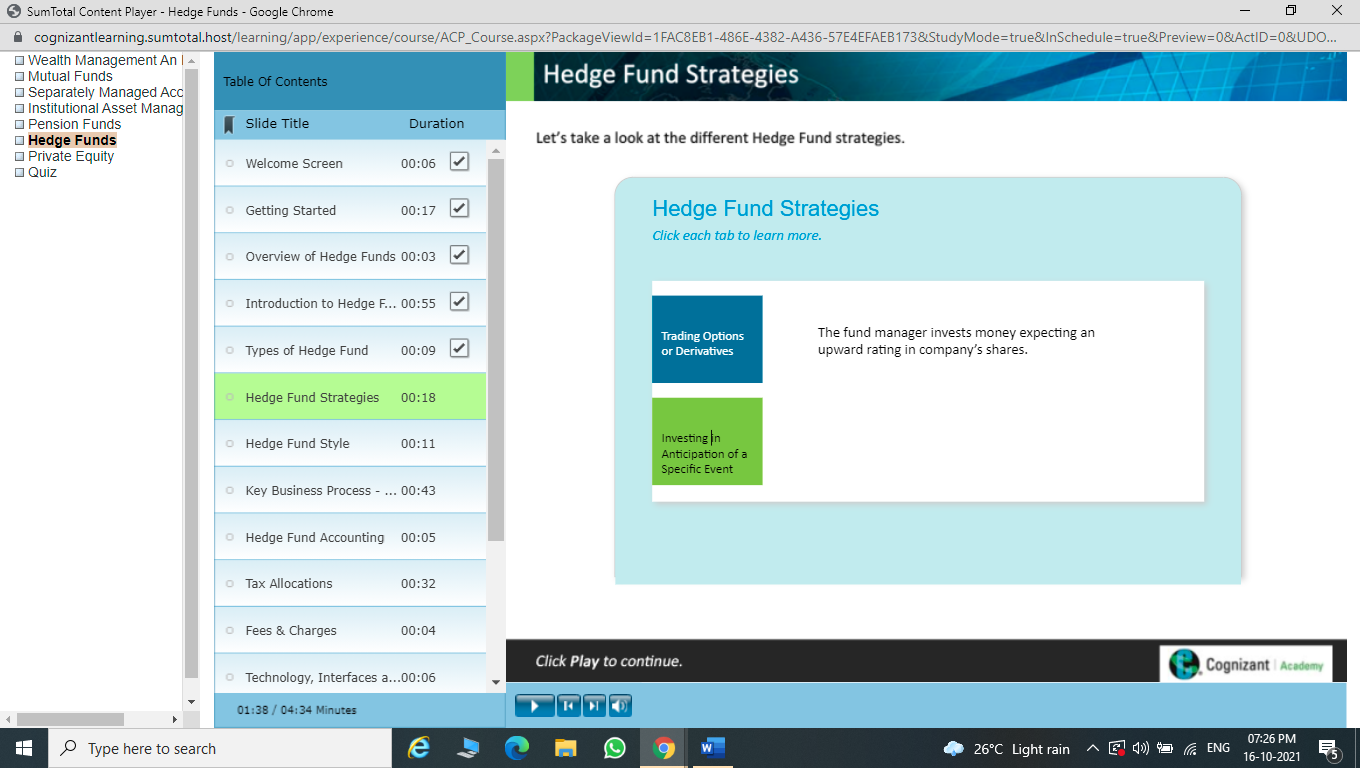 SumTotal Content Player - Hedge Funds - Google Chrome
cognizantlearning.sumtotal.host/learning/app/experience/course/ACP_Course.aspx?PackageViewId=1FAC8EB1-486E-4382-A436-57E4EFAEB173&StudyMode=true&InSchedule=true&Preview=0&ActID=0&UDO...
Wealth Management An
Mutual Funds
Separately Managed Acc
Institutional Asset Manag
Pension Funds
Hedge Funds
Private Equity
Quiz
Table Of Contents
Slide Title Duration
Welcome Screen 00:06
Getting Started 00:17
Overview of Hedge Funds 00:03
Introduction to Hedge F... 00:55
Types of Hedge Fund 00:09
Hedge Fund Strategies 00:18
Hedge Fund Style 00:11
Key Business Process - ... 00:43
Hedge Fund Accounting 00:05
Tax Allocations 00:32
Fees & Charges 00:04
Technology, Interfaces a... 00:06
01:38 / 04:34 Minutes
Hedge Fund Strategies
Let's take a look at the different Hedge Fund strategies.
Hedge Fund Strategies
Click each tab to learn more.
Trading Options
or Derivatives
The fund manager invests money expecting an
upward rating in company's shares.
Investing in
Anticipation of a
Specific Event
Click Play to continue.
Cognizant | Academy
Type here to search
26°C Light rain
ENG
07:26 PM
16-10-2021
5